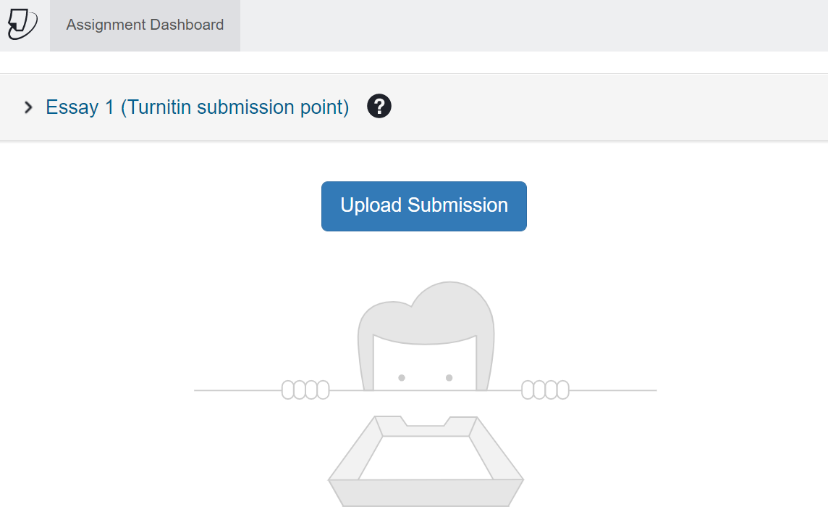 Assignment Dashboard
Essay 1 (Turnitin submission point) ?
Upload Submission